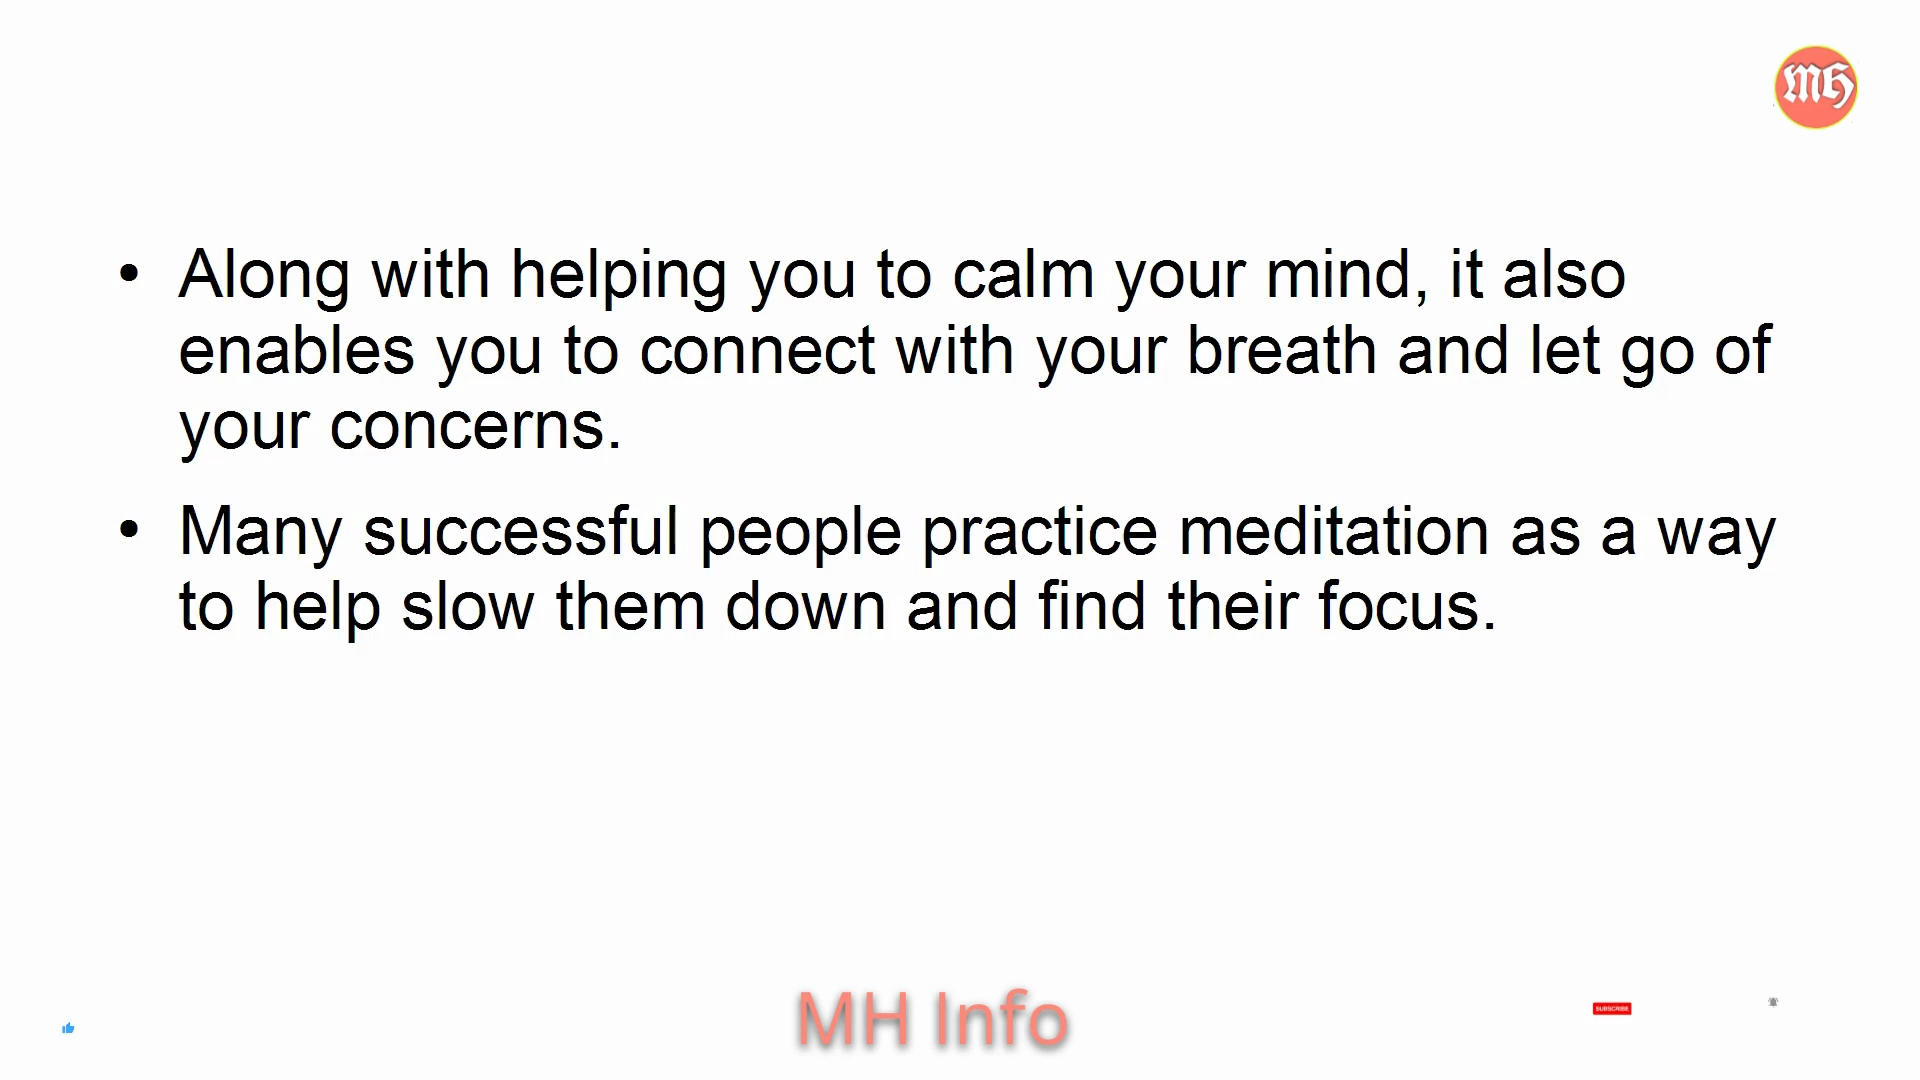 MH
• Along with helping you to calm your mind, it also
enables you to connect with your breath and let go of
your concerns.
• Many successful people practice meditation as a way
to help slow them down and find their focus.
MH Info
SUBSCRIBE